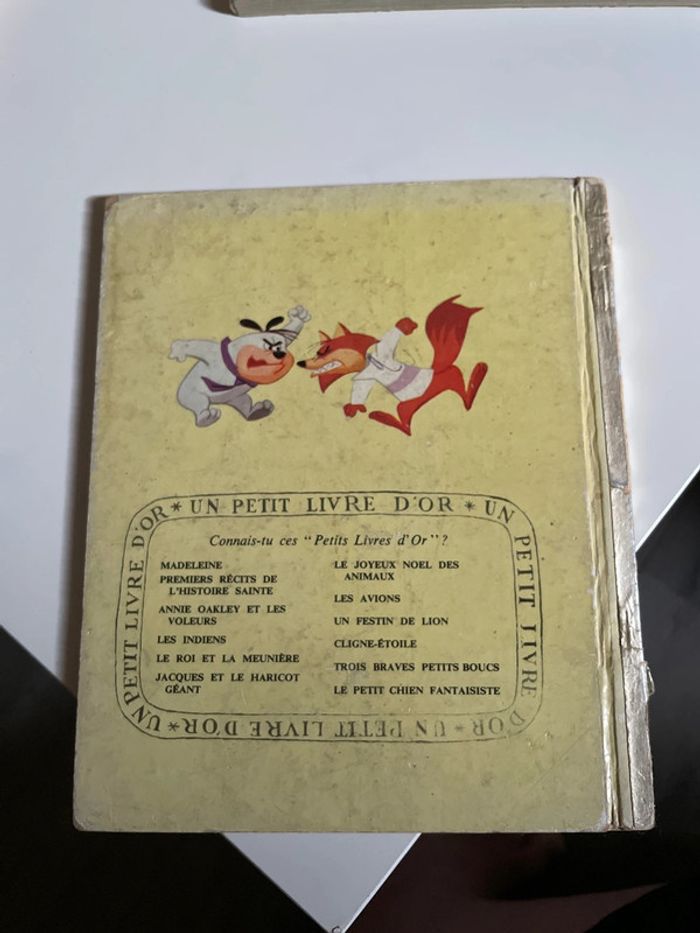 * UN PETIT LIVRE D'OR *
UN PETIT LIVRE D'OR
* UN PETIT LIVRE D'OR *
UN PETIT LIVRE D'OR
Connais-tu ces "Petits Livres d'Or"?
MADELEINE
PREMIERS RÉCITS DE
L'HISTOIRE SAINTE
ANNIE OAKLEY ET LES
VOLEURS
LES INDIENS
LE ROI ET LA MEUNIÈRE
JACQUES ET LE HARICOT
GÉANT
LE JOYEUX NOEL DES
ANIMAUX
LES AVIONS
UN FESTIN DE LION
CLIGNE-ÉTOILE
TROIS BRAVES PETITS BOUCS
LE PETIT CHIEN FANTAISISTE